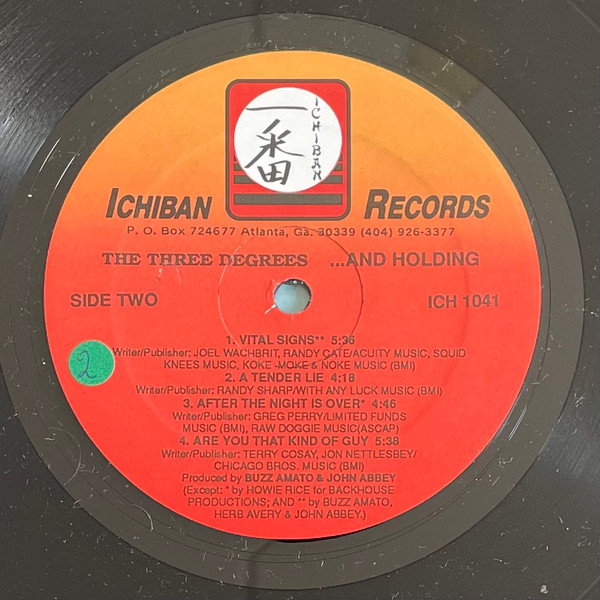 一番
ICHIBAN
ICHIBAN RECORDS
P. O. Box 724677 Atlanta, Ga. 30339 (404) 926-3377
THE THREE DEGREES ...AND HOLDING
SIDE TWO ICH 1041
2
1. VITAL SIGNS** 5:36
Writer/Publisher: JOEL WACHBRIT, RANDY CATE/ACUITY MUSIC, SQUID
KNEES MUSIC, KOKE MOKE & NOKE MUSIC (BMI)
2. A TENDER LIE 4:18
Writer/Publisher: RANDY SHARP/WITH ANY LUCK MUSIC (BMI)
3. AFTER THE NIGHT IS OVER* 4:46
Writer/Publisher: GREG PERRY/LIMITED FUNDS
MUSIC (BMI), RAW DOGGIE MUSIC(ASCAP)
4. ARE YOU THAT KIND OF GUY 5:38
Writer/Publisher: TERRY COSAY, JON NETTLESBEY/
CHICAGO BROS. MUSIC (BMI)
Produced by BUZZ AMATO & JOHN ABBEY
(Except: * by HOWIE RICE for BACKHOUSE
PRODUCTIONS; AND ** by BUZZ AMATO,
HERB AVERY & JOHN ABBEY.)